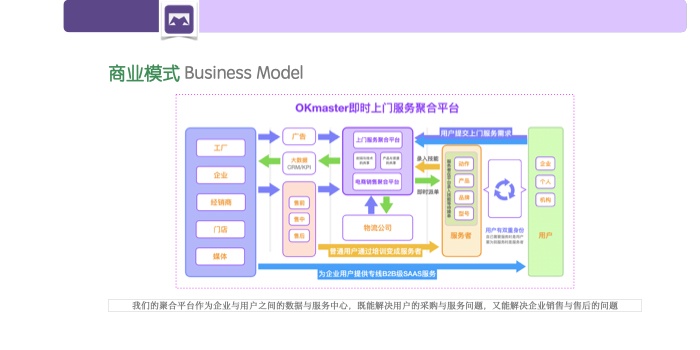 商业模式 Business Model
OKmaster即时上门服务聚合平台
工厂
企业
经销商
门店
媒体
广告
大数据
CRM/KPI
售前
售中
售后
上门服务聚合平台
电商销售聚合平台
物流公司
用户提交上门服务需求
录入技能
即时派单
动作
产品
品牌
型号
服务者
用户有双重身份
企业
个人
机构
用户
普通用户通过培训变成服务者
为企业用户提供专线B2B级SAAS服务
我们的聚合平台作为企业与用户之间的数据与服务中心，既能解决用户的采购与服务问题，又能解决企业销售与售后的问题